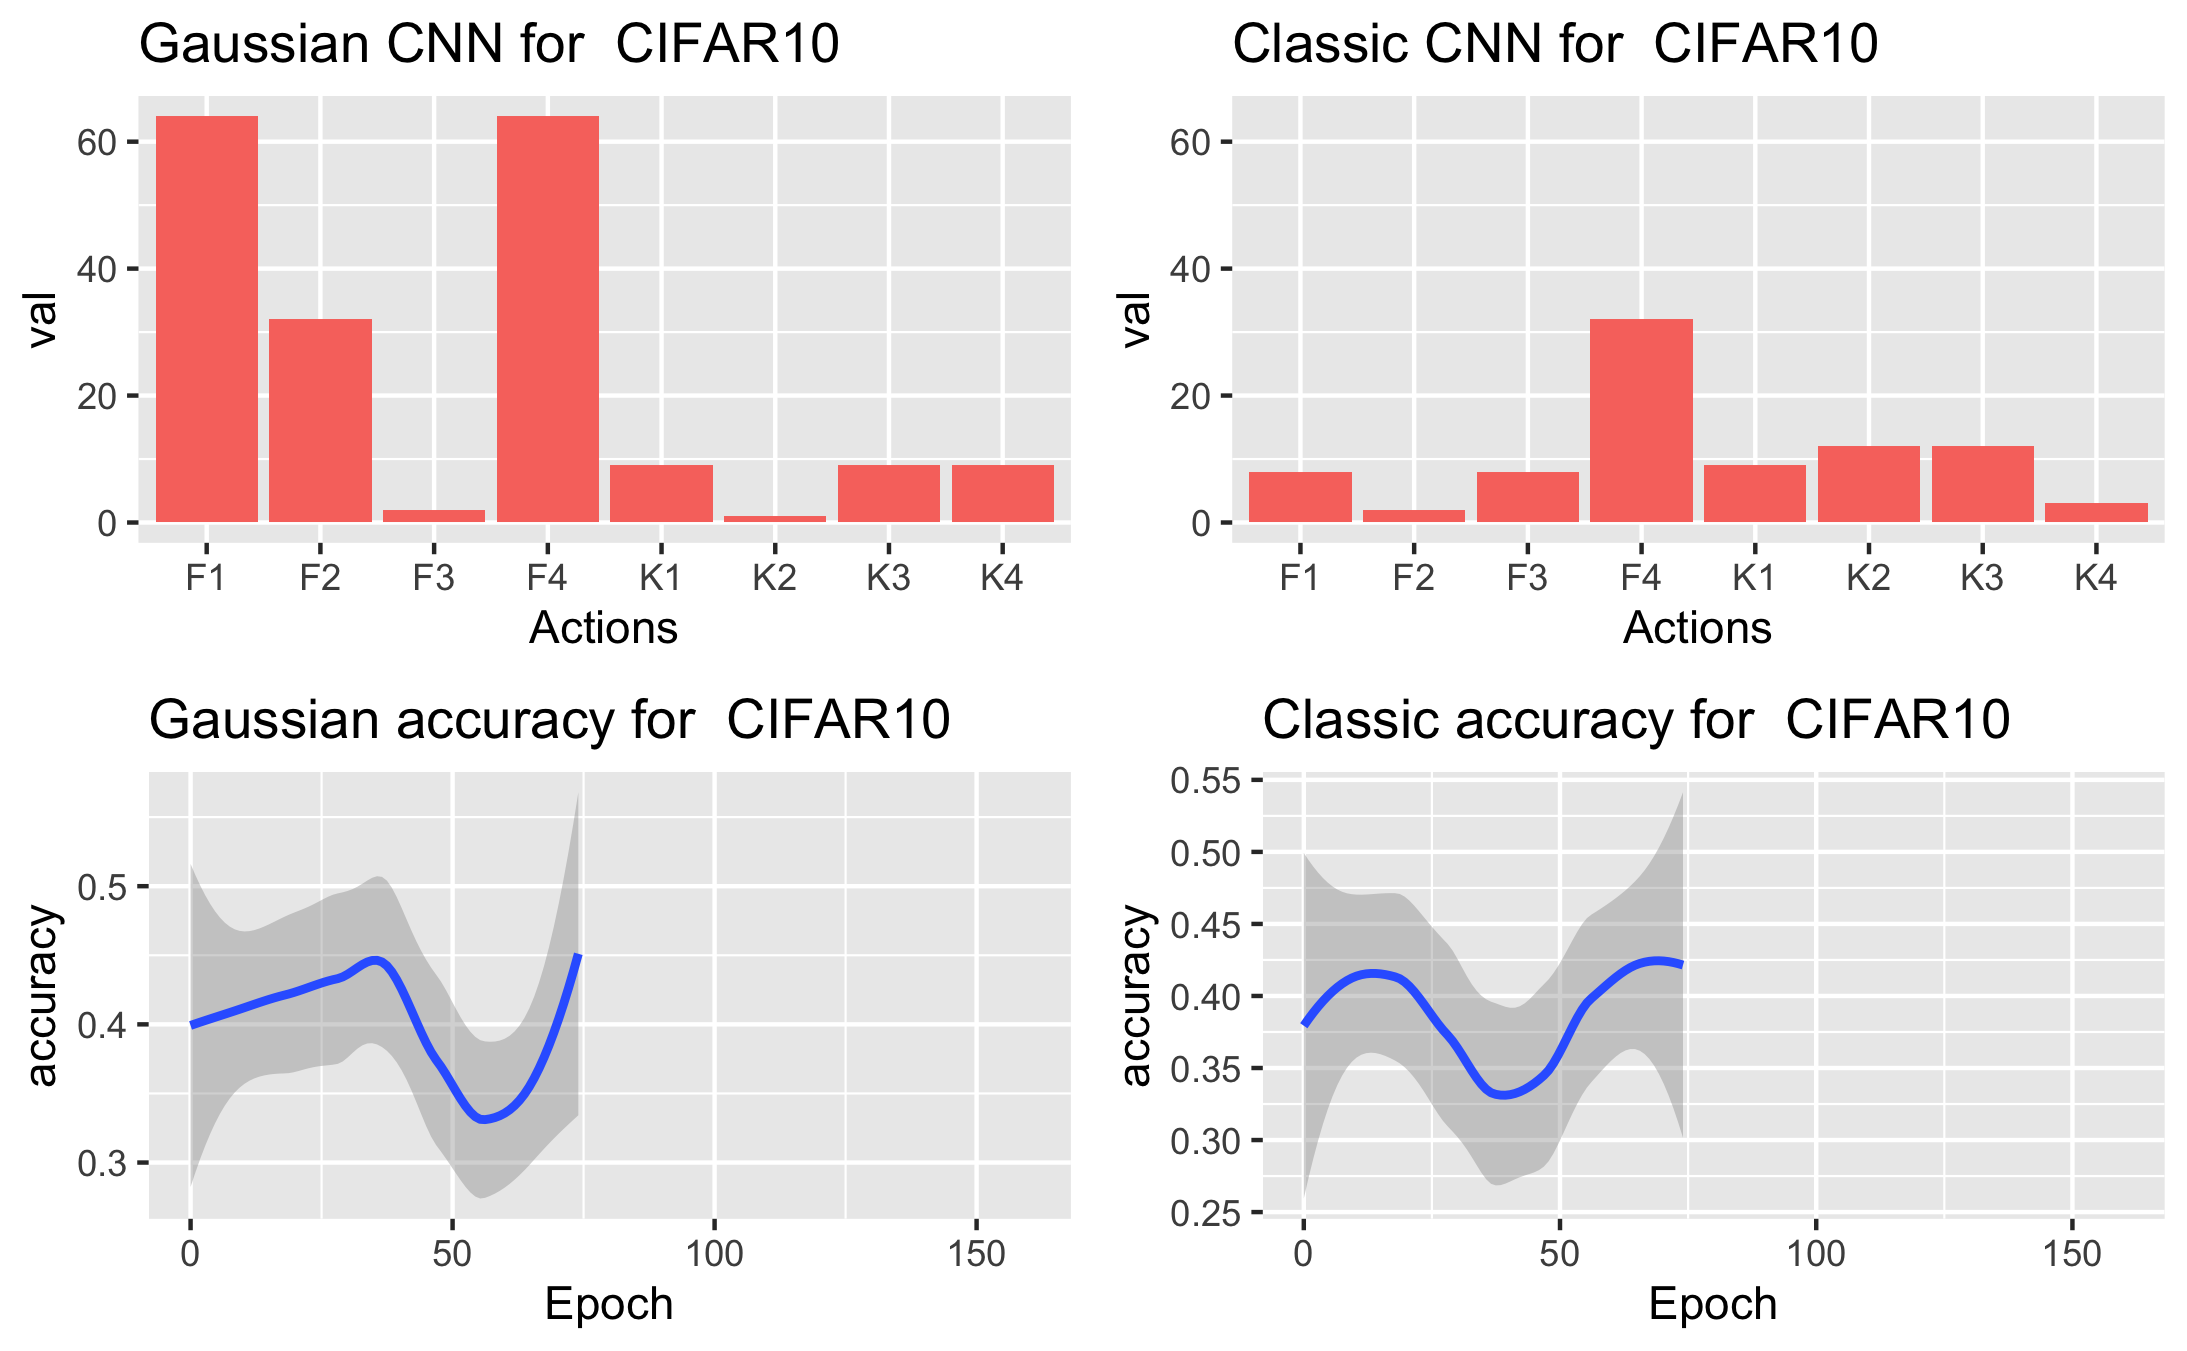 Gaussian CNN for  CIFAR10
60
40
20
0
val
F1 F2 F3 F4 K1 K2 K3 K4
Actions
Classic CNN for  CIFAR10
60
40
20
0
val
F1 F2 F3 F4 K1 K2 K3 K4
Actions
Gaussian accuracy for  CIFAR10
0.5
0.4
0.3
accuracy
0 50 100 150
Epoch
Classic accuracy for  CIFAR10
0.55
0.50
0.45
0.40
0.35
0.30
0.25
accuracy
0 50 100 150
Epoch